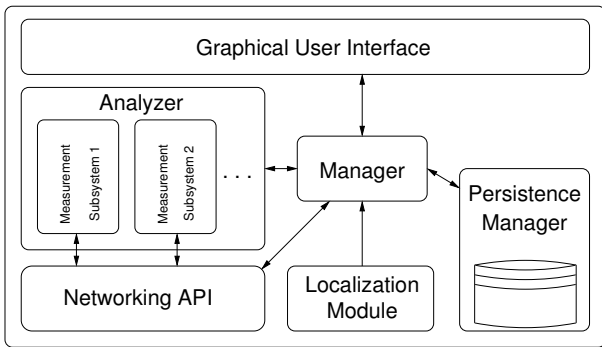 Graphical User Interface
Analyzer
Measurement
Subsystem 1
Measurement
Subsystem 2
. . .
Manager
Persistence
Manager
Networking API
Localization
Module